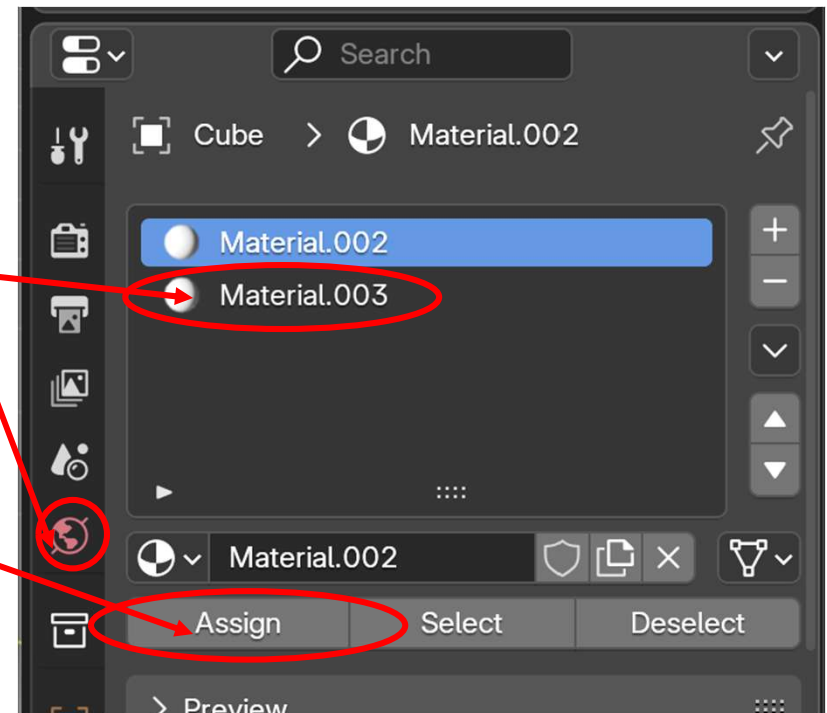 Search
Cube > Material.002
Material.002
Material.003
Material.002
Assign Select Deselect
> Preview